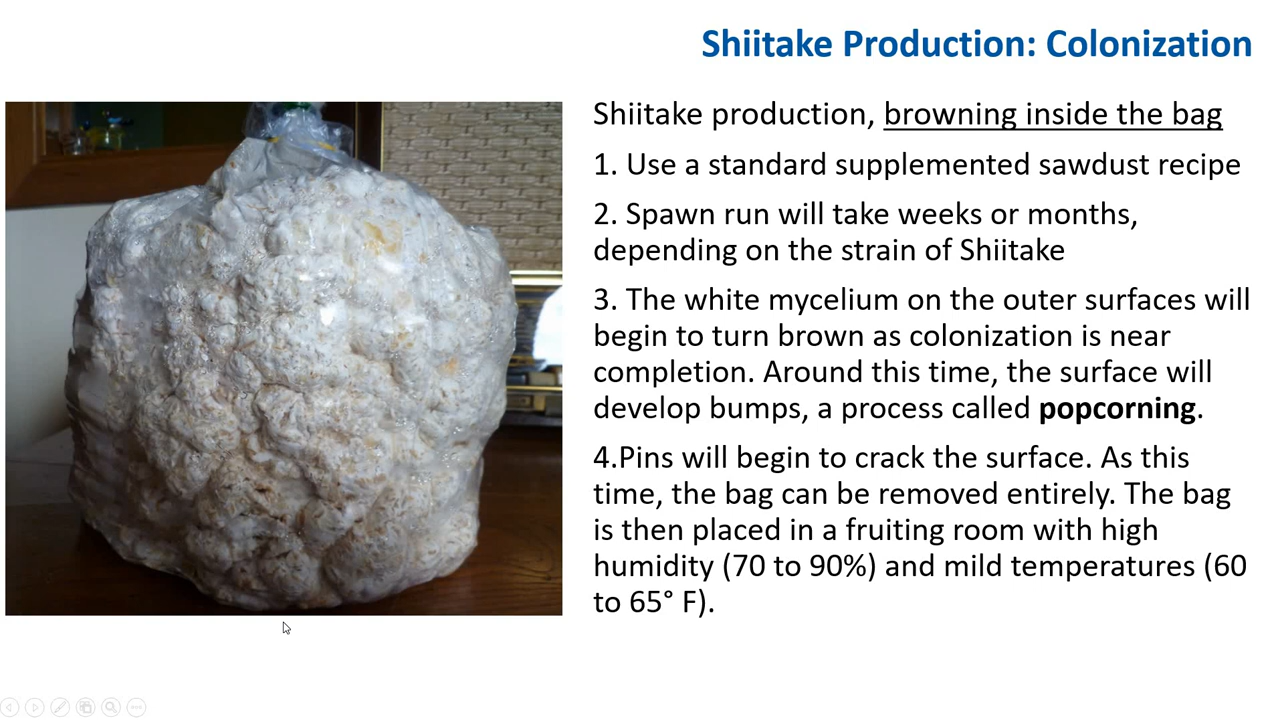 Shiitake Production: Colonization
Shiitake production, browning inside the bag
1. Use a standard supplemented sawdust recipe
2. Spawn run will take weeks or months,
depending on the strain of Shiitake
3. The white mycelium on the outer surfaces will
begin to turn brown as colonization is near
completion. Around this time, the surface will
develop bumps, a process called popcorning.
4.Pins will begin to crack the surface. As this
time, the bag can be removed entirely. The bag
is then placed in a fruiting room with high
humidity (70 to 90%) and mild temperatures (60
to 65° F).